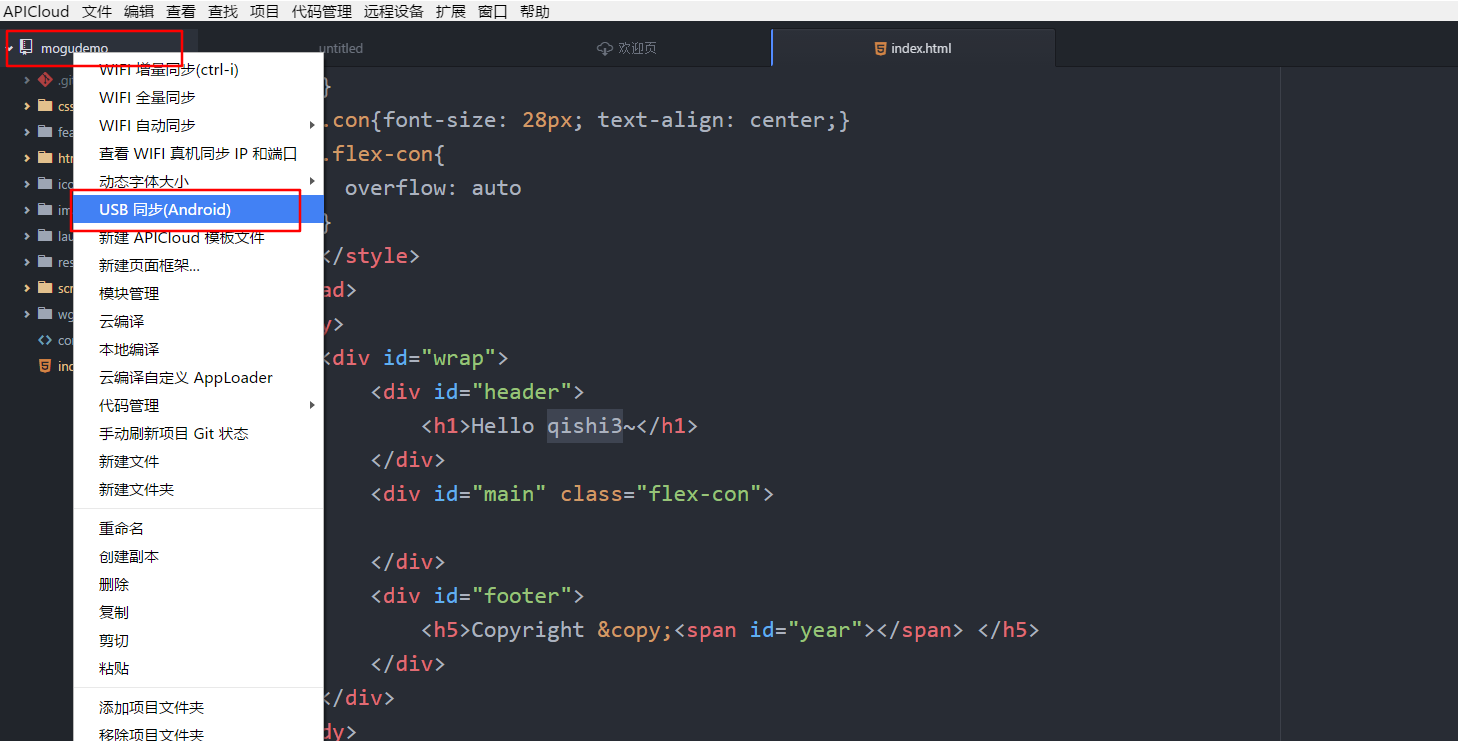 APICloud 文件 编辑 查看 查找 项目 代码管理 远程设备 扩展 窗口 帮助
mogudemo
untitled
欢迎页
index.html
.gi
css
fea
htm
ico
im
lau
res
scr
wg
con
ind
WIFI 增量同步(ctrl-i)
WIFI 全量同步
WIFI 自动同步
查看 WIFI 真机同步 IP 和端口
动态字体大小
USB 同步(Android)
新建 APICloud 模板文件
新建页面框架...
模块管理
云编译
本地编译
云编译自定义 AppLoader
代码管理
手动刷新项目 Git 状态
新建文件
新建文件夹
重命名
创建副本
删除
复制
剪切
粘贴
添加项目文件夹
移除项目文件夹
}
.con{font-size: 28px; text-align: center;}
.flex-con{
overflow: auto
}
</style>
ad>
y>
<div id="wrap">
<div id="header">
<h1>Hello qishi3~</h1>
</div>
<div id="main" class="flex-con">
</div>
<div id="footer">
<h5>Copyright &copy;<span id="year"></span> </h5>
</div>
</div>
dy>